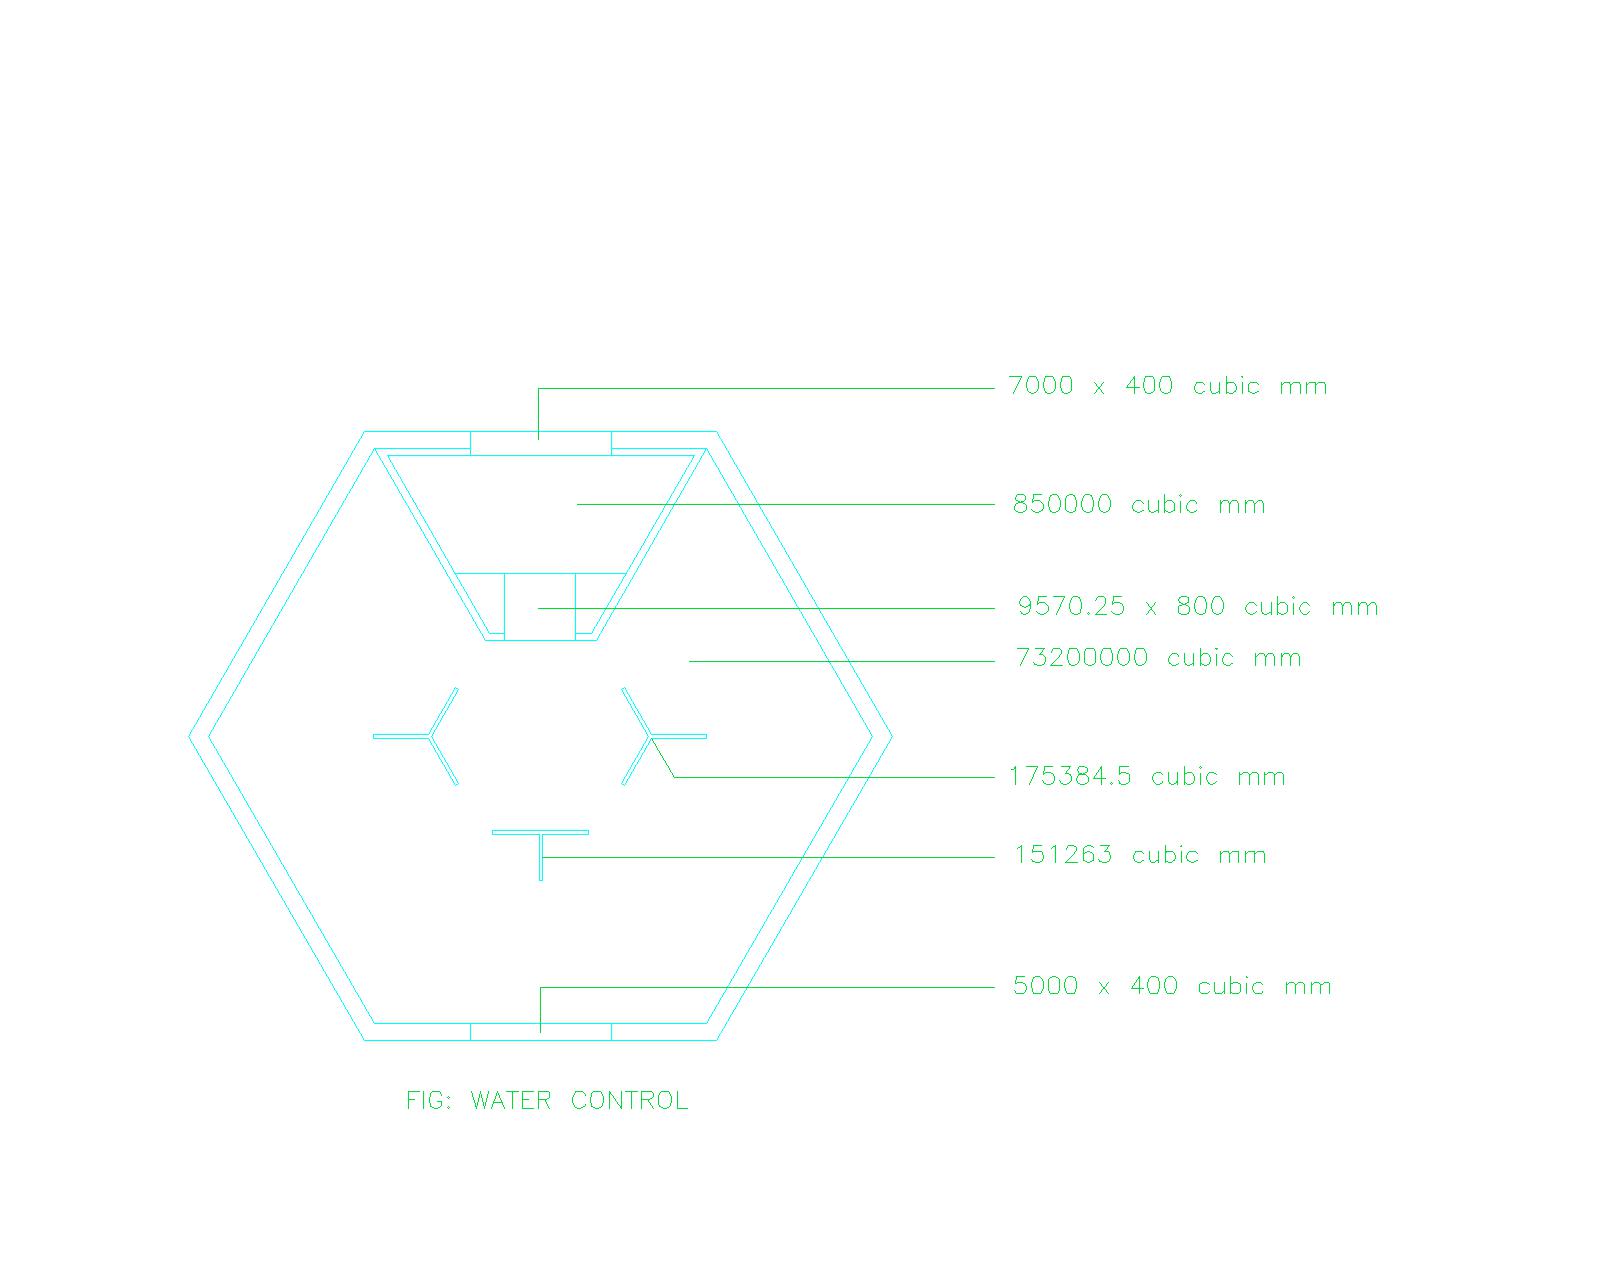 7000 x 400 cubic mm
850000 cubic mm
9570.25 x 800 cubic mm
73200000 cubic mm
175384.5 cubic mm
151263 cubic mm
5000 x 400 cubic mm
FIG: WATER CONTROL